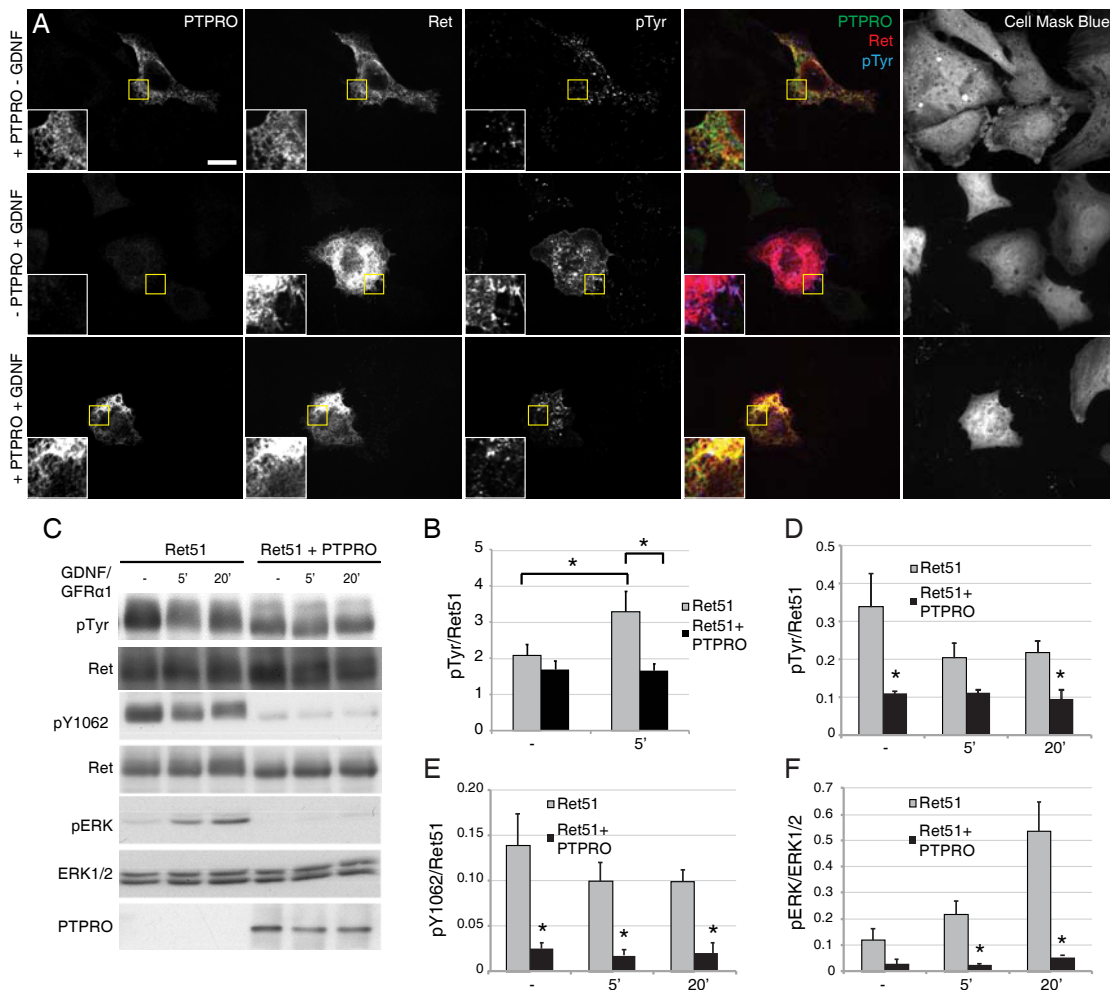 A
PTPRO
Ret
pTyr
PTPRO
Ret
pTyr
Cell Mask Blue
+ PTPRO - GDNF
- PTPRO + GDNF
+ PTPRO + GDNF
C
Ret51
Ret51 + PTPRO
GDNF/
GFRα1
- 5’ 20’ - 5’ 20’
pTyr
Ret
pY1062
Ret
pERK
ERK1/2
PTPRO
B
pTyr/Ret51
5
4
3
2
1
0
*
*
Ret51
Ret51+
PTPRO
- 5’
D
pTyr/Ret51
0.5
0.4
0.3
0.2
0.1
0
Ret51
Ret51+
PTPRO
*
*
- 5’ 20’
E
pY1062/Ret51
0.20
0.15
0.10
0.05
0
Ret51
Ret51+
PTPRO
*
*
*
- 5’ 20’
F
pERK/ERK1/2
0.7
0.6
0.5
0.4
0.3
0.2
0.1
0
Ret51
Ret51+
PTPRO
*
*
- 5’ 20’